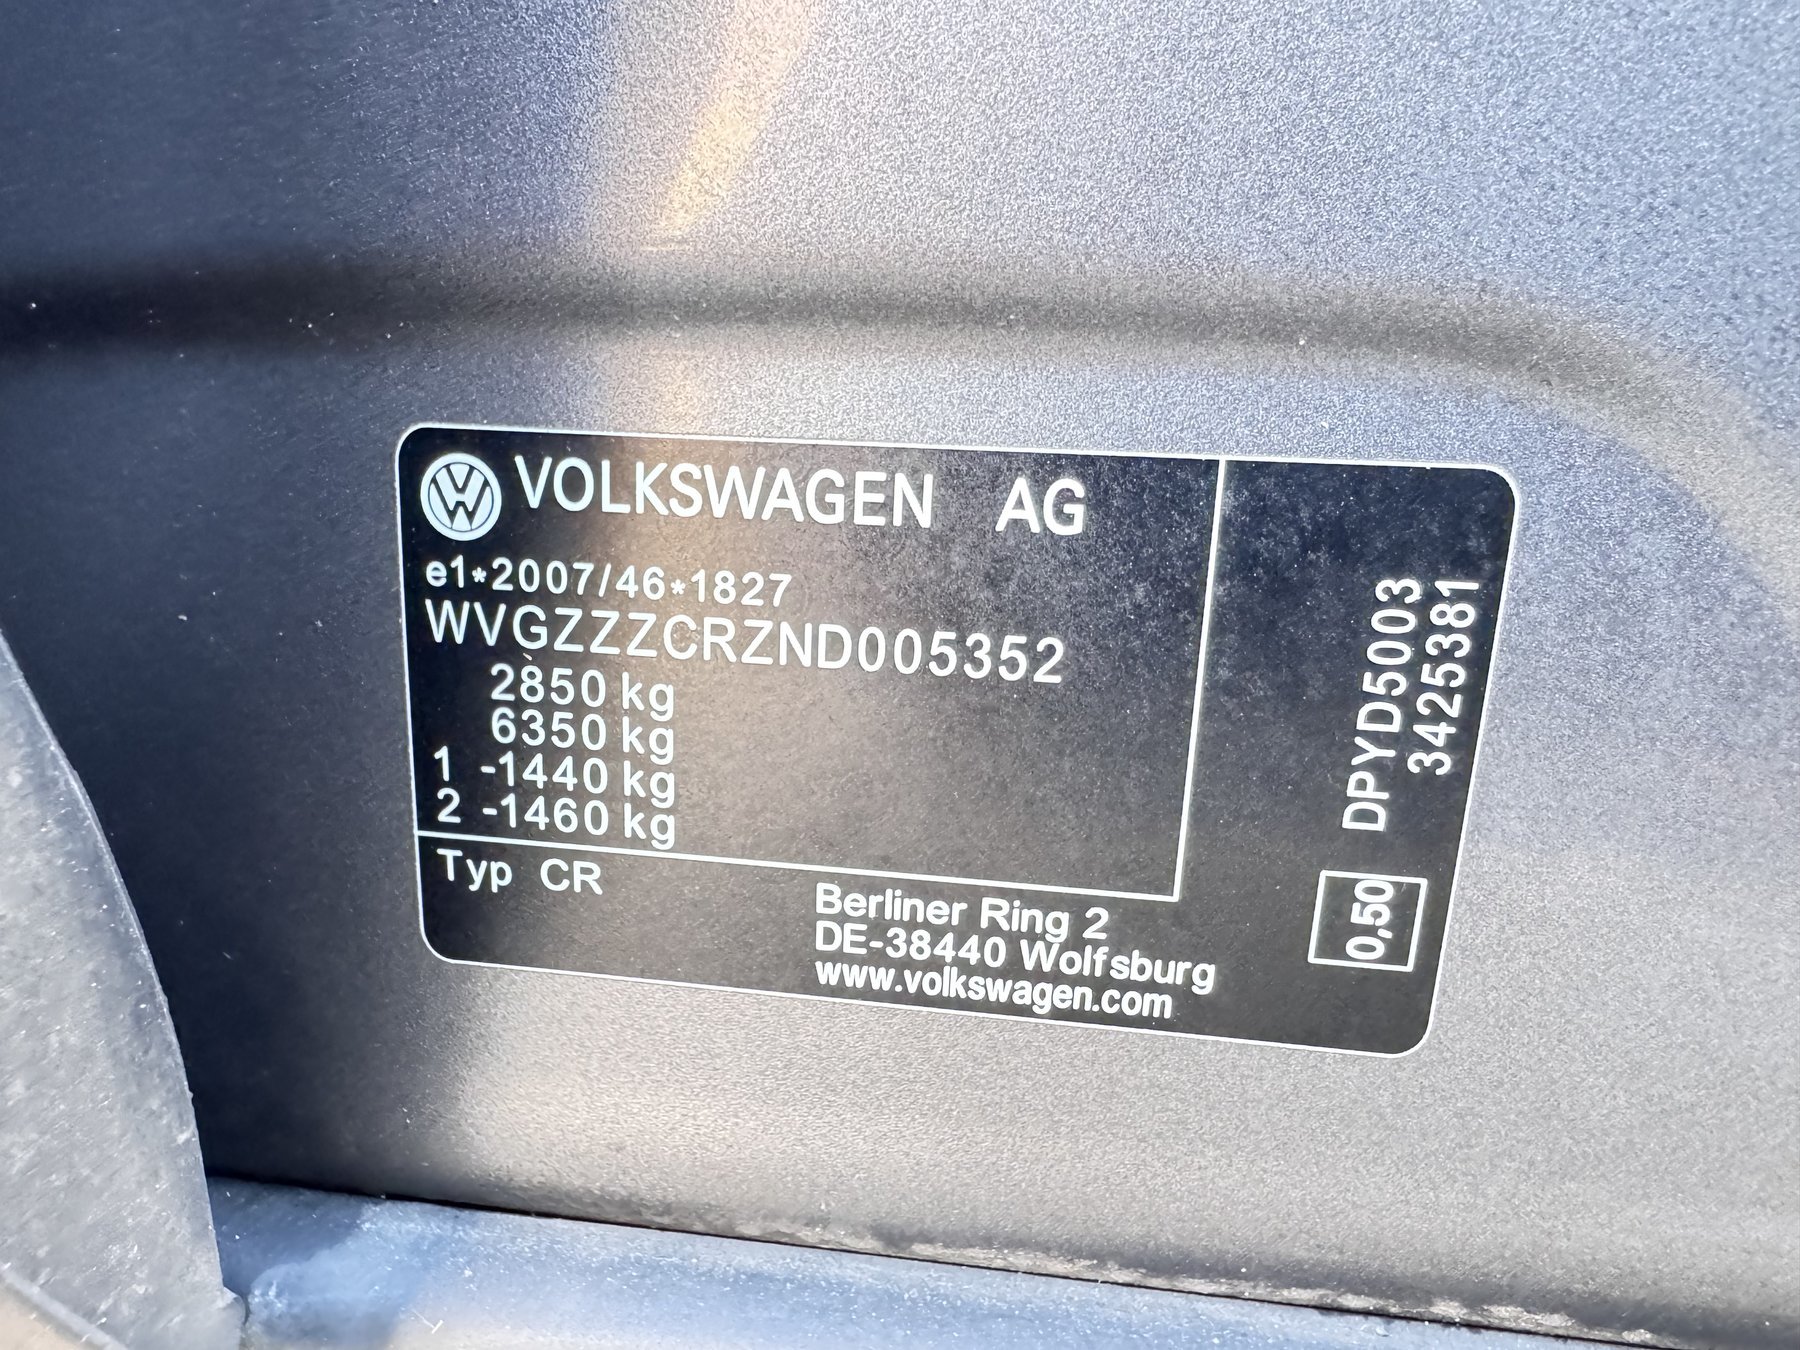 VOLKSWAGEN AG
e1*2007/46*1827
WVGZZZCRZND005352
2850 kg
6350 kg
1 -1440 kg
2 -1460 kg
Typ CR
Berliner Ring 2
DE-38440 Wolfsburg
www.volkswagen.com
DPYD5003
3425381
0,50